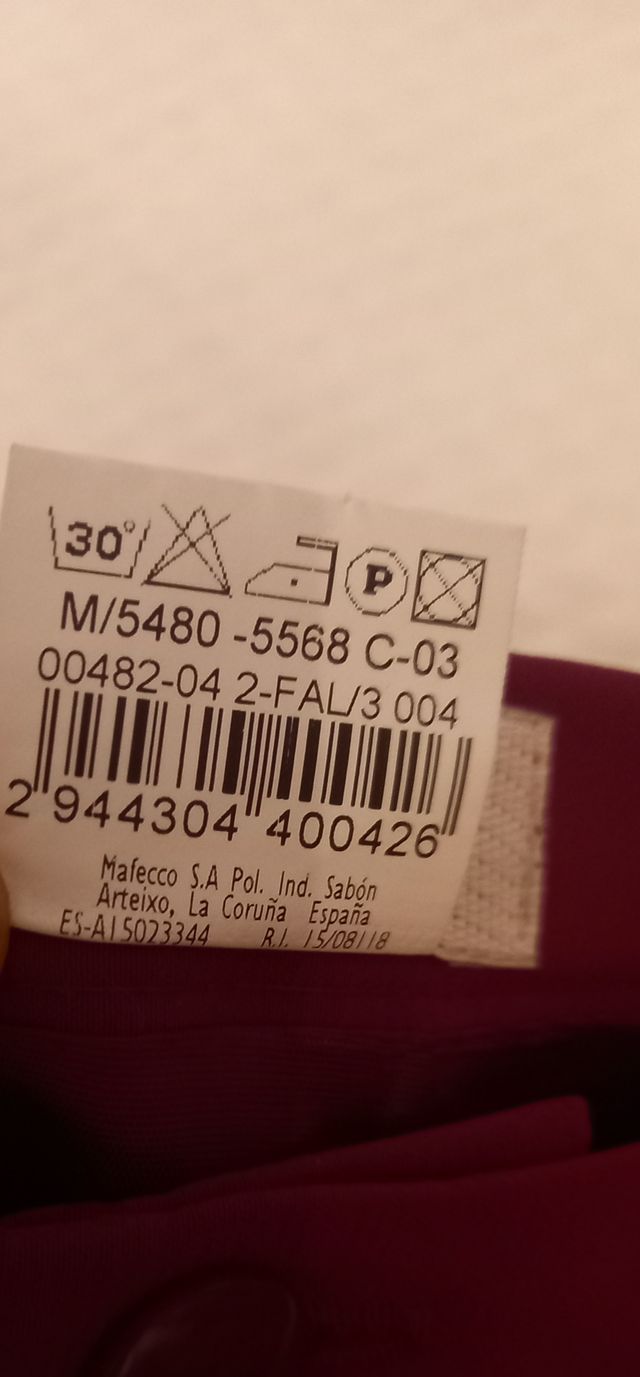 30°
P
M/5480 -5568 C-03
00482-04 2-FAL/3 004
2 944304 400426
Mafecco S.A Pol. Ind. Sabón
Arteixo, La Coruña España
ES-A15023344 R.I. 15/08118